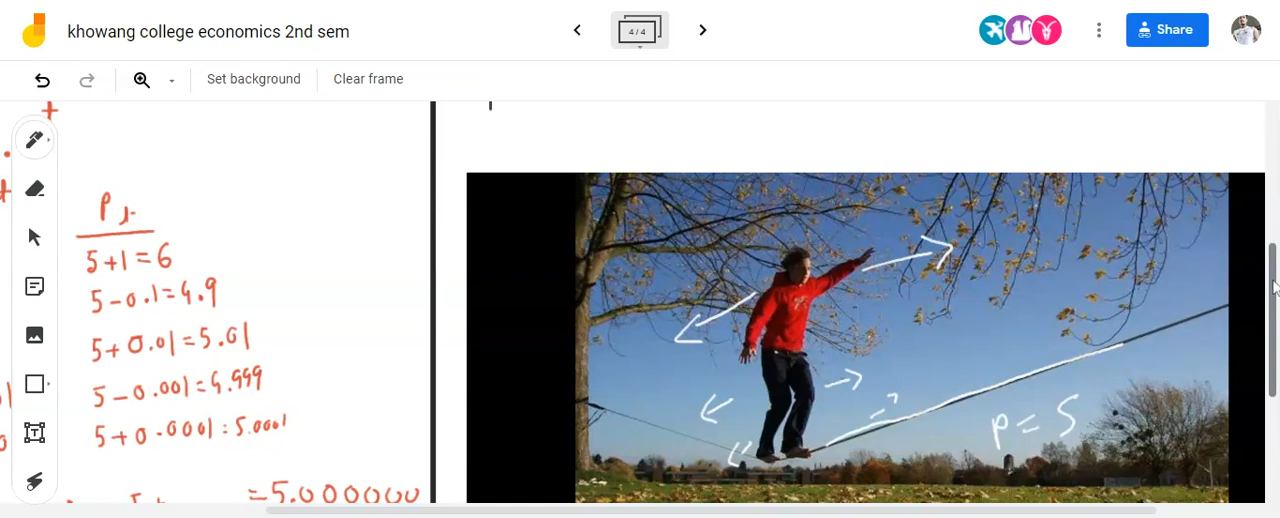 khowang college economics 2nd sem
4 / 4
Share
Set background
Clear frame
Pt
5+1=6
5-0.1=4.9
5+0.01=5.01
5-0.001=4.999
5+0.0001=5.0001
=5.000000
P=5